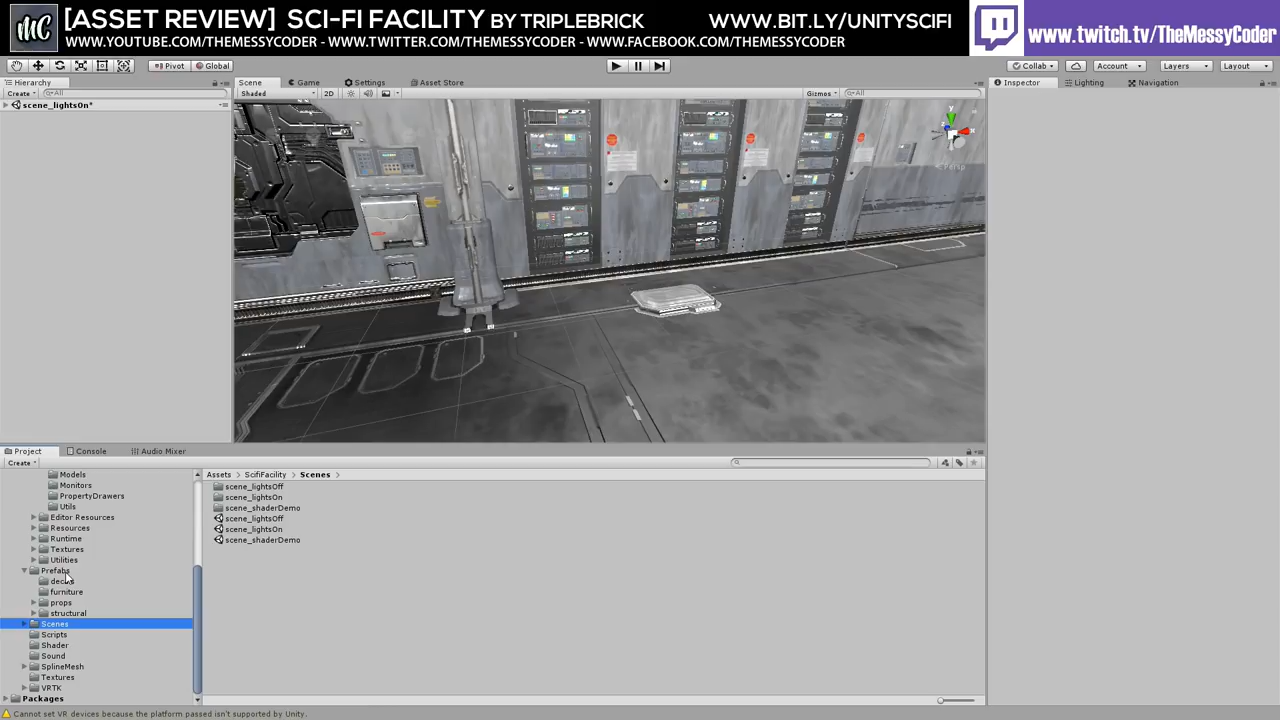 [ASSET REVIEW] SCI-FI FACILITY BY TRIPLEBRICK WWW.BIT.LY/UNITYSCIFI
WWW.YOUTUBE.COM/THEMESSYCODER - WWW.TWITTER.COM/THEMESSYCODER - WWW.FACEBOOK.COM/THEMESSYCODER
MC
www.twitch.tv/TheMessyCoder
Pivot Global Collab Account Layers Layout
Hierarchy Scene Game Settings Asset Store Inspector Lighting Navigation
Create All Shaded 2D Gizmos All
scene_lightsOn*
y
x
Persp
Project Console Audio Mixer
Create
Models
Monitors
PropertyDrawers
Utils
Editor Resources
Resources
Runtime
Textures
Utilities
Prefabs
furniture
props
structural
Scenes
Scripts
Shader
Sound
SplineMesh
Textures
VRTK
Packages
Assets SciFiFacility Scenes
scene_lightsOff
scene_lightsOn
scene_shaderDemo
scene_lightsOff
scene_lightsOn
scene_shaderDemo
Cannot set VR devices because the platform passed isn't supported by Unity.